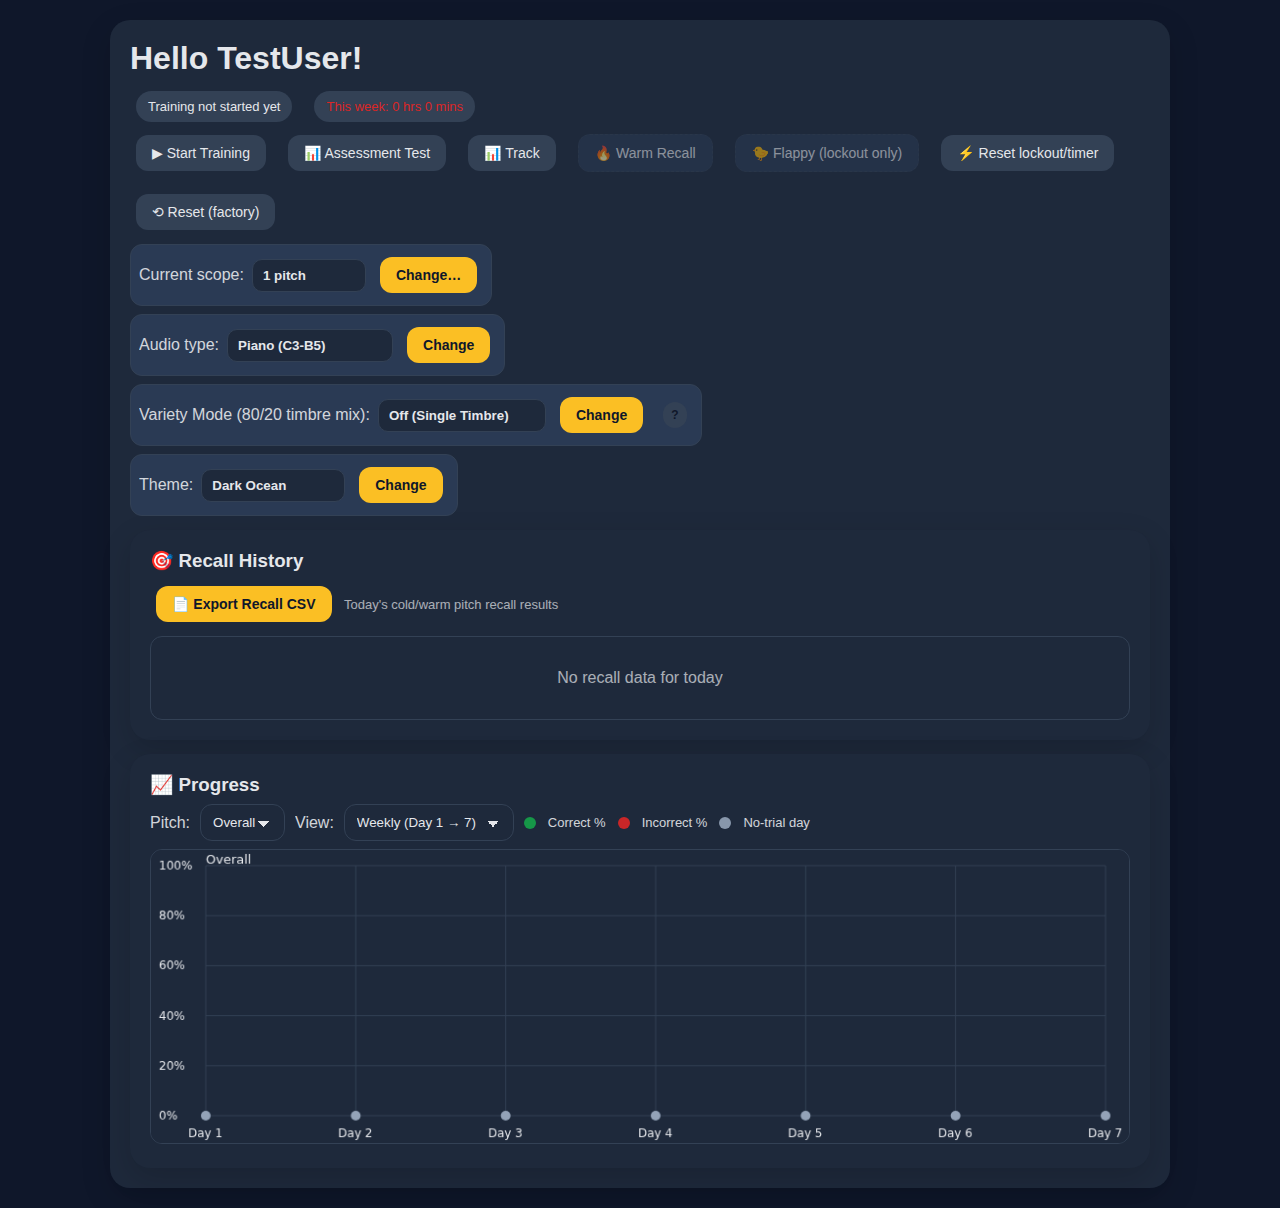 Hello TestUser!
Training not started yet This week: 0 hrs 0 mins
▶ Start Training 📊 Assessment Test 📊 Track 🔥 Warm Recall 🐤 Flappy (lockout only) ⚡ Reset lockout/timer
⟲ Reset (factory)
Current scope: 1 pitch Change...
Audio type: Piano (C3-B5) Change
Variety Mode (80/20 timbre mix): Off (Single Timbre) Change ?
Theme: Dark Ocean Change
🎯 Recall History
📄 Export Recall CSV Today's cold/warm pitch recall results
No recall data for today
📈 Progress
Pitch: Overall View: Weekly (Day 1 → 7) Correct % Incorrect % No-trial day
Overall
100%
80%
60%
40%
20%
0%
Day 1 Day 2 Day 3 Day 4 Day 5 Day 6 Day 7